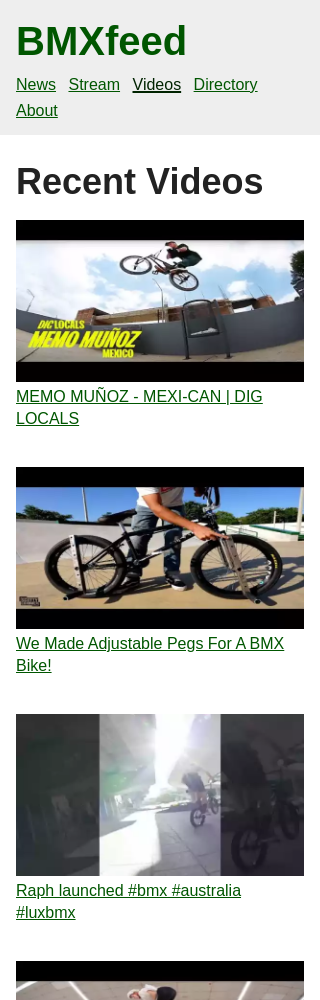 BMXfeed
News Stream Videos Directory
About
Recent Videos
DIG LOCALS
MEMO MUÑOZ
MEXICO
MEMO MUÑOZ - MEXI-CAN | DIG
LOCALS
We Made Adjustable Pegs For A BMX
Bike!
Raph launched #bmx #australia
#luxbmx